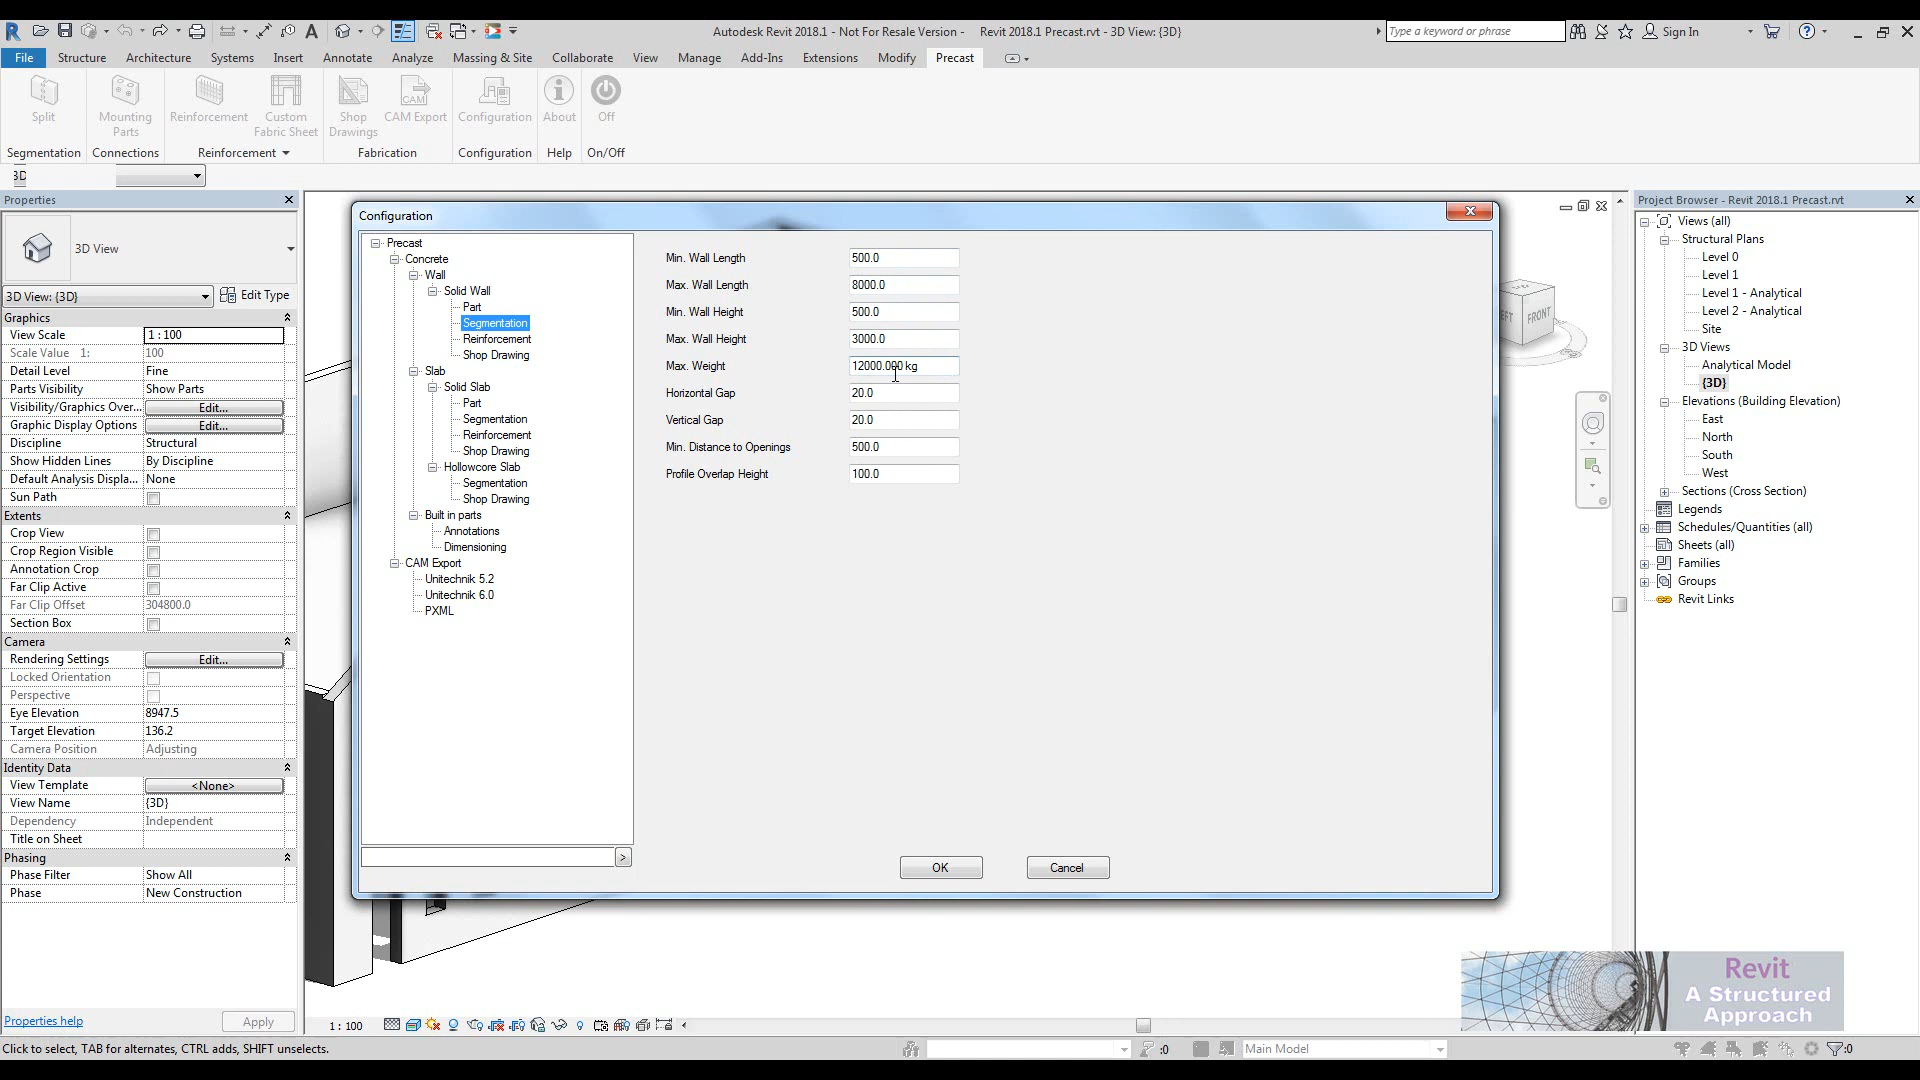 Autodesk Revit 2018.1 - Not For Resale Version - Revit 2018.1 Precast.rvt - 3D View: {3D}
Type a keyword or phrase
Sign In
File Structure Architecture Systems Insert Annotate Analyze Massing & Site Collaborate View Manage Add-Ins Extensions Modify Precast
Split
Mounting Parts
Reinforcement
Custom Fabric Sheet
Shop Drawings
CAM Export
Configuration
About
Off
Segmentation Connections Reinforcement Fabrication Configuration Help On/Off
3D
Properties
3D View
3D View: {3D} Edit Type
Graphics
View Scale 1 : 100
Scale Value 1: 100
Detail Level Fine
Parts Visibility Show Parts
Visibility/Graphics Over... Edit...
Graphic Display Options Edit...
Discipline Structural
Show Hidden Lines By Discipline
Default Analysis Displa... None
Sun Path
Extents
Crop View
Crop Region Visible
Annotation Crop
Far Clip Active
Far Clip Offset 304800.0
Section Box
Camera
Rendering Settings Edit...
Locked Orientation
Perspective
Eye Elevation 8947.5
Target Elevation 136.2
Camera Position Adjusting
Identity Data
View Template <None>
View Name {3D}
Dependency Independent
Title on Sheet
Phasing
Phase Filter Show All
Phase New Construction
Properties help Apply
Configuration
Precast
Concrete
Wall
Solid Wall
Part
Segmentation
Reinforcement
Shop Drawing
Slab
Solid Slab
Part
Segmentation
Reinforcement
Shop Drawing
Hollowcore Slab
Segmentation
Shop Drawing
Built in parts
Annotations
Dimensioning
CAM Export
Unitechnik 5.2
Unitechnik 6.0
PXML
>
Min. Wall Length 500.0
Max. Wall Length 8000.0
Min. Wall Height 500.0
Max. Wall Height 3000.0
Max. Weight 12000.000 kg
Horizontal Gap 20.0
Vertical Gap 20.0
Min. Distance to Openings 500.0
Profile Overlap Height 100.0
OK Cancel
FRONT
Project Browser - Revit 2018.1 Precast.rvt
Views (all)
Structural Plans
Level 0
Level 1
Level 1 - Analytical
Level 2 - Analytical
Site
3D Views
Analytical Model
{3D}
Elevations (Building Elevation)
East
North
South
West
Sections (Cross Section)
Legends
Schedules/Quantities (all)
Sheets (all)
Families
Groups
Revit Links
Revit
A Structured
Approach
1 : 100
Click to select, TAB for alternates, CTRL adds, SHIFT unselects.
:0
Main Model
:0